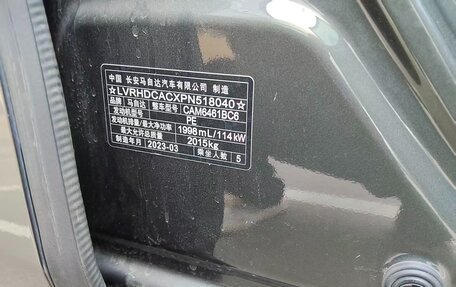 中国 长安马自达汽车有限公司 制造
☆LVRHDCACXPN518040☆
品牌 马自达 整车型号 CAM6461BC6
发动机型号 PE
发动机排量/最大净功率 1998mL/114kW
最大允许总质量 2015kg
制造年月 2023-03 乘坐人数 5